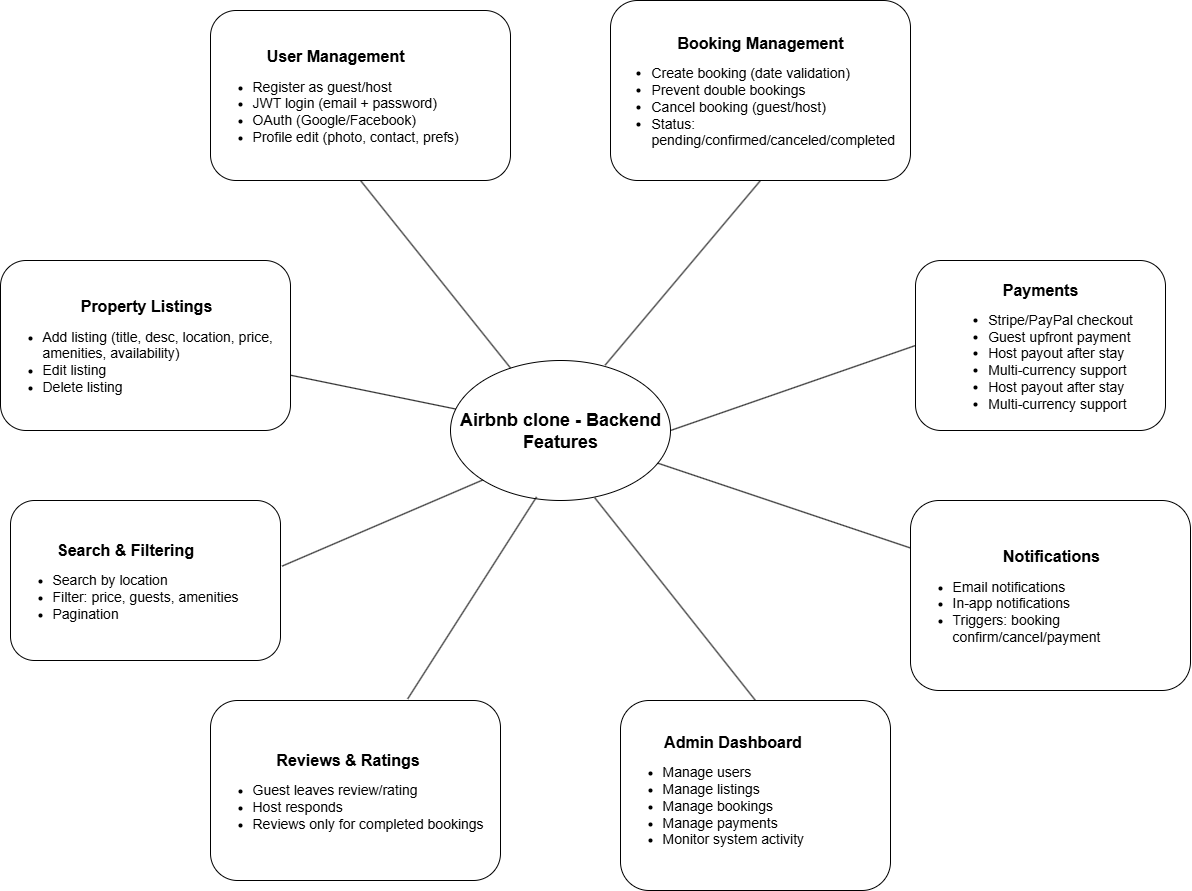 User Management
• Register as guest/host
• JWT login (email + password)
• OAuth (Google/Facebook)
• Profile edit (photo, contact, prefs)
Booking Management
• Create booking (date validation)
• Prevent double bookings
• Cancel booking (guest/host)
• Status:
pending/confirmed/canceled/completed
Property Listings
• Add listing (title, desc, location, price,
amenities, availability)
• Edit listing
• Delete listing
Payments
• Stripe/PayPal checkout
• Guest upfront payment
• Host payout after stay
• Multi-currency support
• Host payout after stay
• Multi-currency support
Airbnb clone - Backend
Features
Search & Filtering
• Search by location
• Filter: price, guests, amenities
• Pagination
Notifications
• Email notifications
• In-app notifications
• Triggers: booking
confirm/cancel/payment
Reviews & Ratings
• Guest leaves review/rating
• Host responds
• Reviews only for completed bookings
Admin Dashboard
• Manage users
• Manage listings
• Manage bookings
• Manage payments
• Monitor system activity